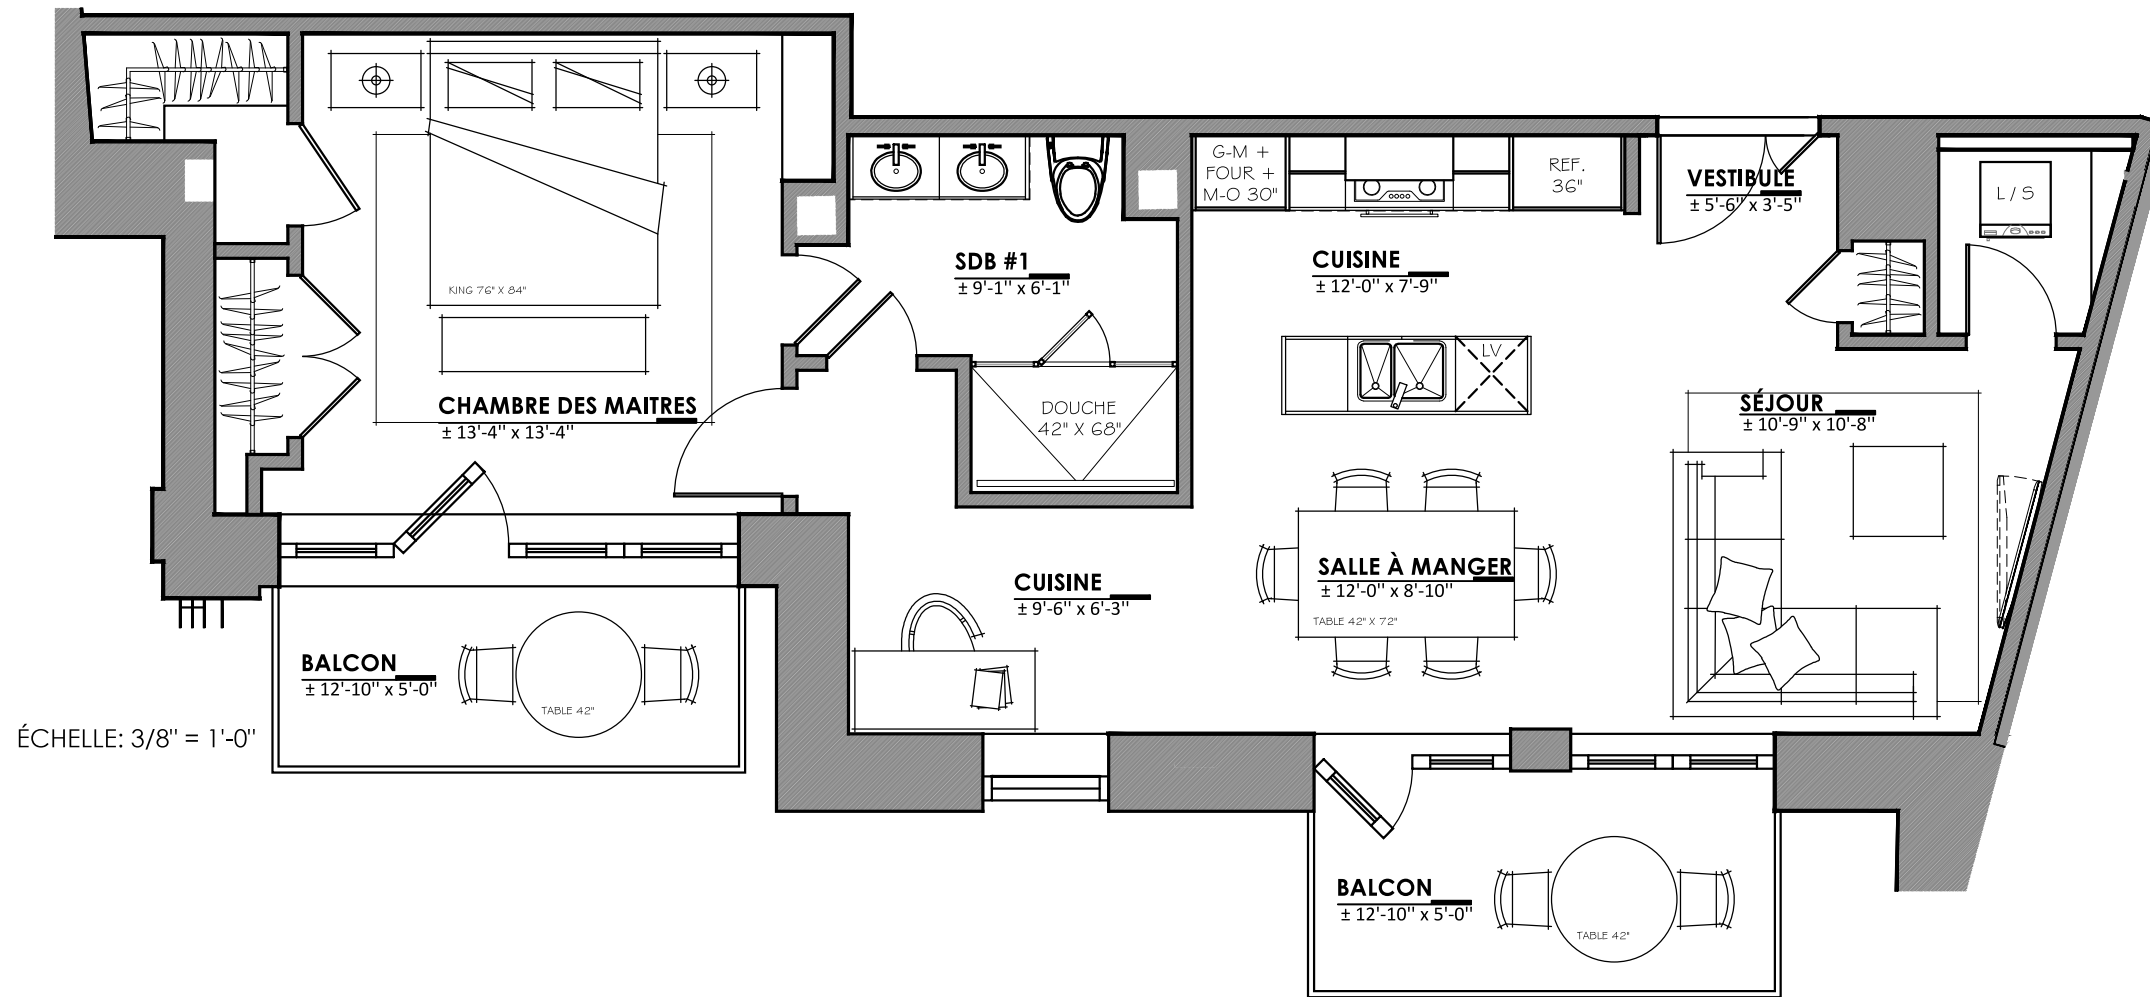 G-M +
FOUR +
M-O 30"
REF.
36"
VESTIBULE
± 5'-6" x 3'-5"
L / S
SDB #1
± 9'-1" x 6'-1"
CUISINE
± 12'-0" x 7'-9"
KING 76" X 84"
LV
CHAMBRE DES MAITRES
± 13'-4" x 13'-4"
DOUCHE
42" X 68"
SÉJOUR
± 10'-9" x 10'-8"
CUISINE
± 9'-6" x 6'-3"
SALLE À MANGER
± 12'-0" x 8'-10"
TABLE 42" X 72"
BALCON
± 12'-10" x 5'-0"
TABLE 42"
ÉCHELLE: 3/8" = 1'-0"
BALCON
± 12'-10" x 5'-0"
TABLE 42"